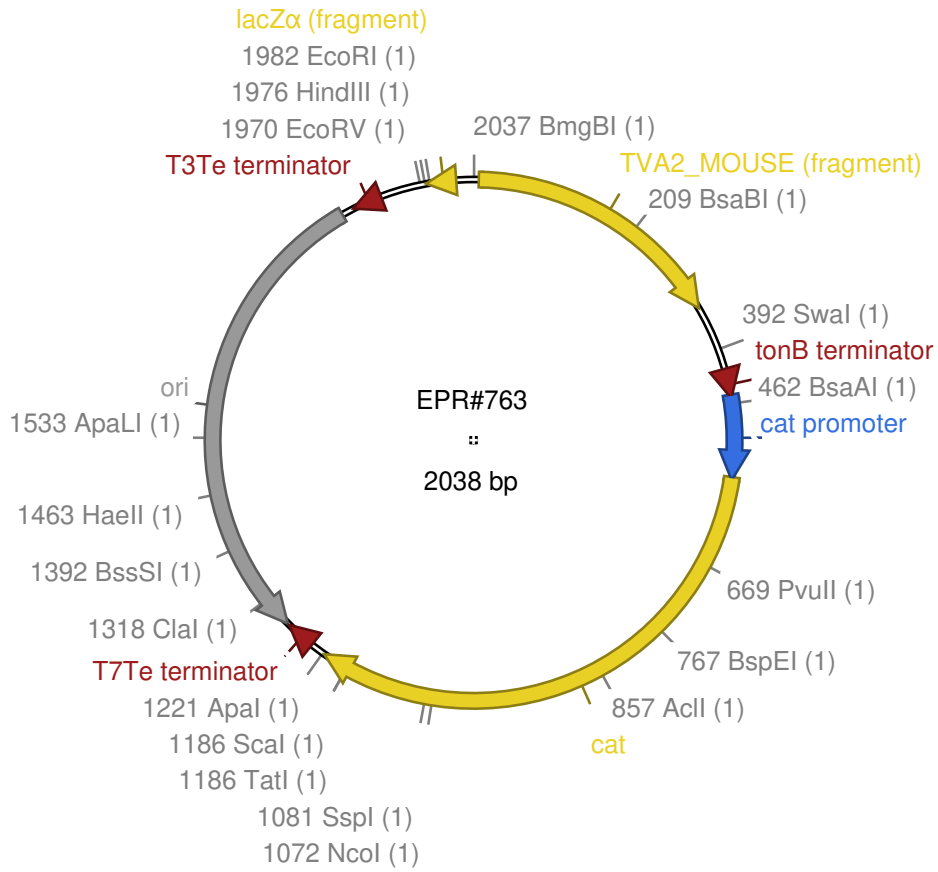 lacZα (fragment)
1982 EcoRI (1)
1976 HindIII (1)
1970 EcoRV (1)
T3Te terminator
2037 BmgBI (1)
TVA2_MOUSE (fragment)
209 BsaBI (1)
392 SwaI (1)
tonB terminator
462 BsaAI (1)
cat promoter
EPR#763
2038 bp
ori
1533 ApaLI (1)
1463 HaeII (1)
1392 BssSI (1)
1318 ClaI (1)
T7Te terminator
1221 ApaI (1)
1186 ScaI (1)
1186 TatI (1)
1081 SspI (1)
1072 NcoI (1)
669 PvuII (1)
767 BspEI (1)
857 AclI (1)
cat